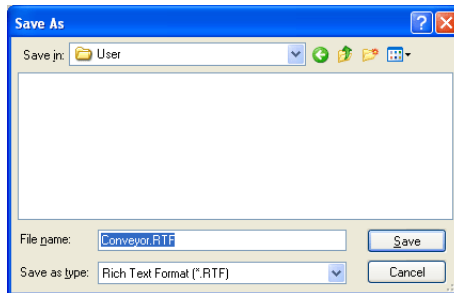 Save As
Save in: User
File name: Conveyor.RTF Save
Save as type: Rich Text Format (*.RTF) Cancel